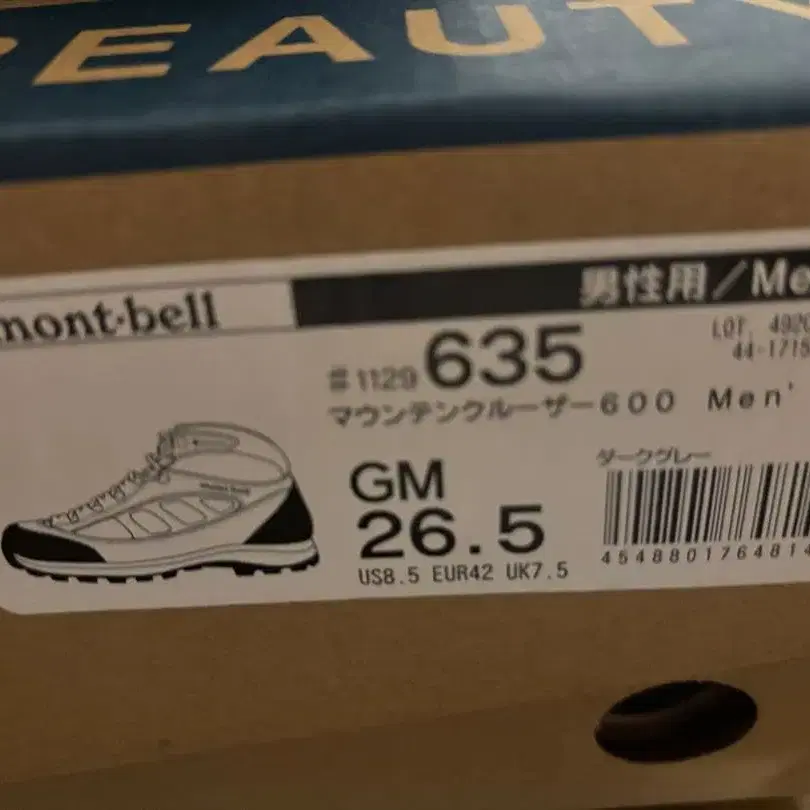 BEAUTY
mont-bell
男性用／Me
#1129 635
LOT. 4920
44-1715
マウンテンクルーザー600 Men'
ダークグレー
GM
26.5
US8.5 EUR42 UK7.5
4548801764814